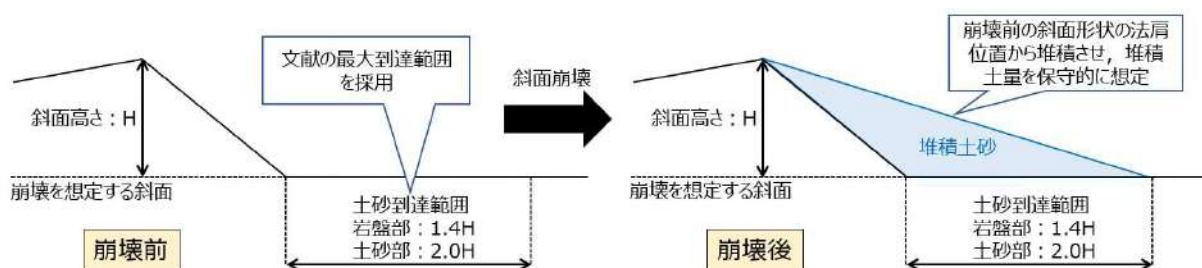 文献の最大到達範囲
を採用
斜面高さ：H
崩壊を想定する斜面
土砂到達範囲
岩盤部：1.4H
土砂部：2.0H
崩壊前
斜面崩壊
崩壊前の斜面形状の法肩
位置から堆積させ，堆積
土量を保守的に想定
斜面高さ：H
堆積土砂
崩壊を想定する斜面
土砂到達範囲
岩盤部：1.4H
土砂部：2.0H
崩壊後